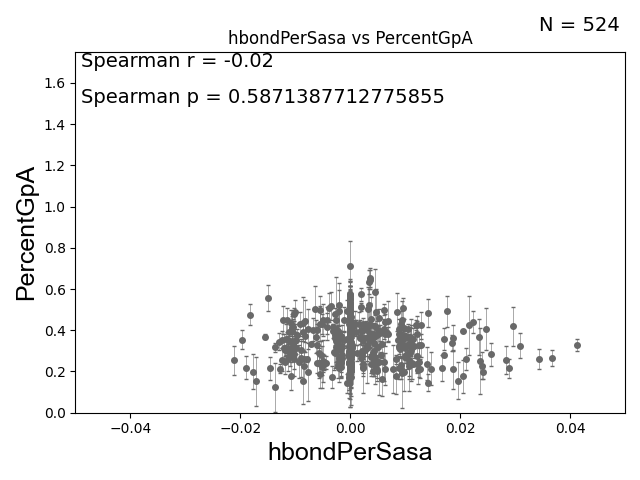 N = 524
hbondPerSasa vs PercentGpA
Spearman r = -0.02
Spearman p = 0.5871387712775855
1.6
1.4
1.2
1.0
0.8
0.6
0.4
0.2
0.0
PercentGpA
−0.04
−0.02
0.00
0.02
0.04
hbondPerSasa